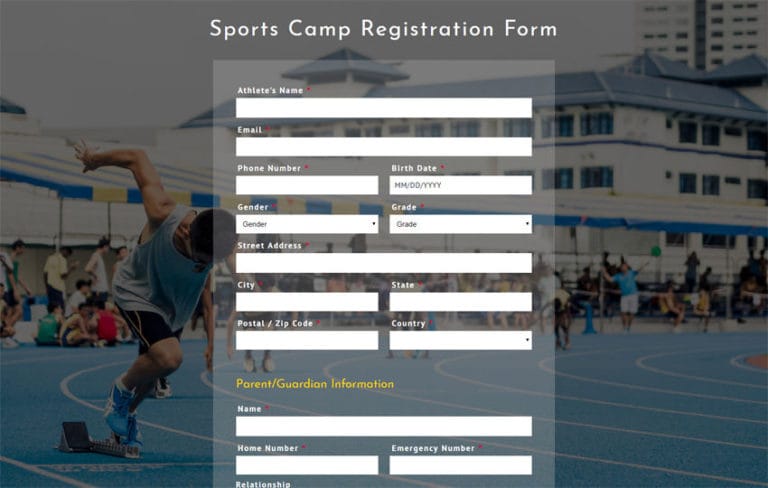 Sports Camp Registration Form
Athlete's Name *
Email *
Phone Number * Birth Date *
MM/DD/YYYY
Gender * Grade *
Gender Grade
Street Address *
City * State *
Postal / Zip Code * Country *
Parent/Guardian Information
Name *
Home Number * Emergency Number *
Relationship